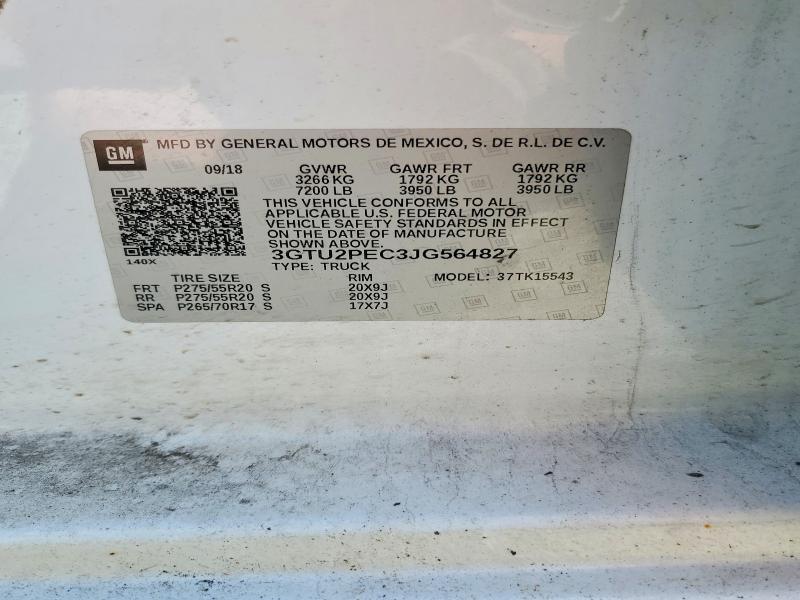 GM MFD BY GENERAL MOTORS DE MEXICO, S. DE R.L. DE C.V.
09/18 GVWR GAWR FRT GAWR RR
3266 KG 1792 KG 1792 KG
7200 LB 3950 LB 3950 LB
THIS VEHICLE CONFORMS TO ALL
APPLICABLE U.S. FEDERAL MOTOR
VEHICLE SAFETY STANDARDS IN EFFECT
ON THE DATE OF MANUFACTURE
SHOWN ABOVE.
3GTU2PEC3JG564827
140X
TYPE: TRUCK MODEL: 37TK15543
TIRE SIZE RIM
FRT P275/55R20 S 20X9J
RR P275/55R20 S 20X9J
SPA P265/70R17 S 17X7J